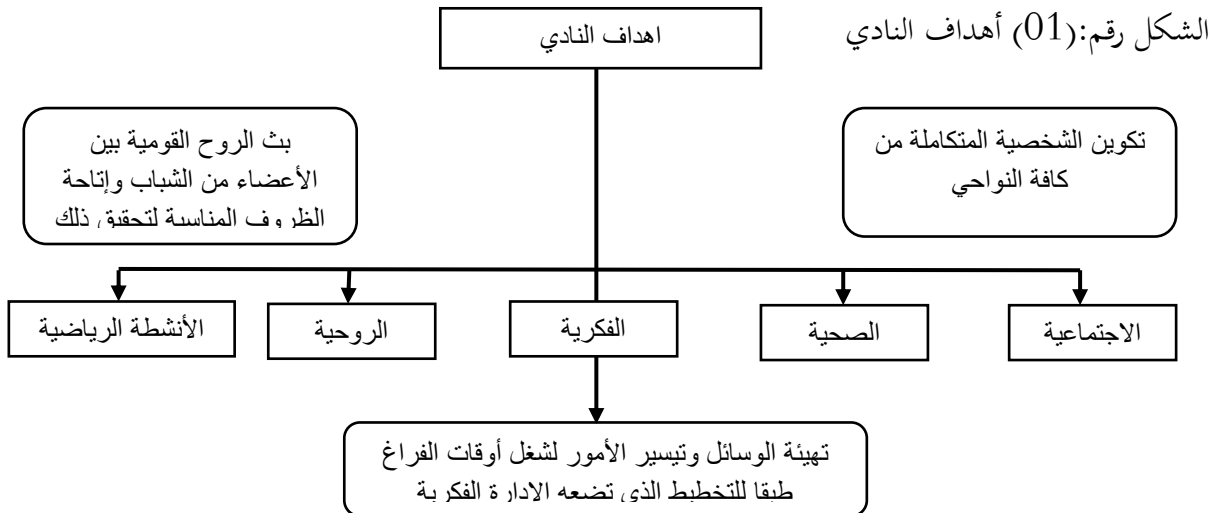 الشكل رقم:(01) أهداف النادي
اهداف النادي
تكوين الشخصية المتكاملة من
كافة النواحي
بث الروح القومية بين
الأعضاء من الشباب وإتاحة
الظروف المناسبة لتحقيق ذلك
الاجتماعية
الصحية
الفكرية
الروحية
الأنشطة الرياضية
تهيئة الوسائل وتيسير الأمور لشغل أوقات الفراغ
طبقا للتخطيط الذي تضعه الادارة الفكرية